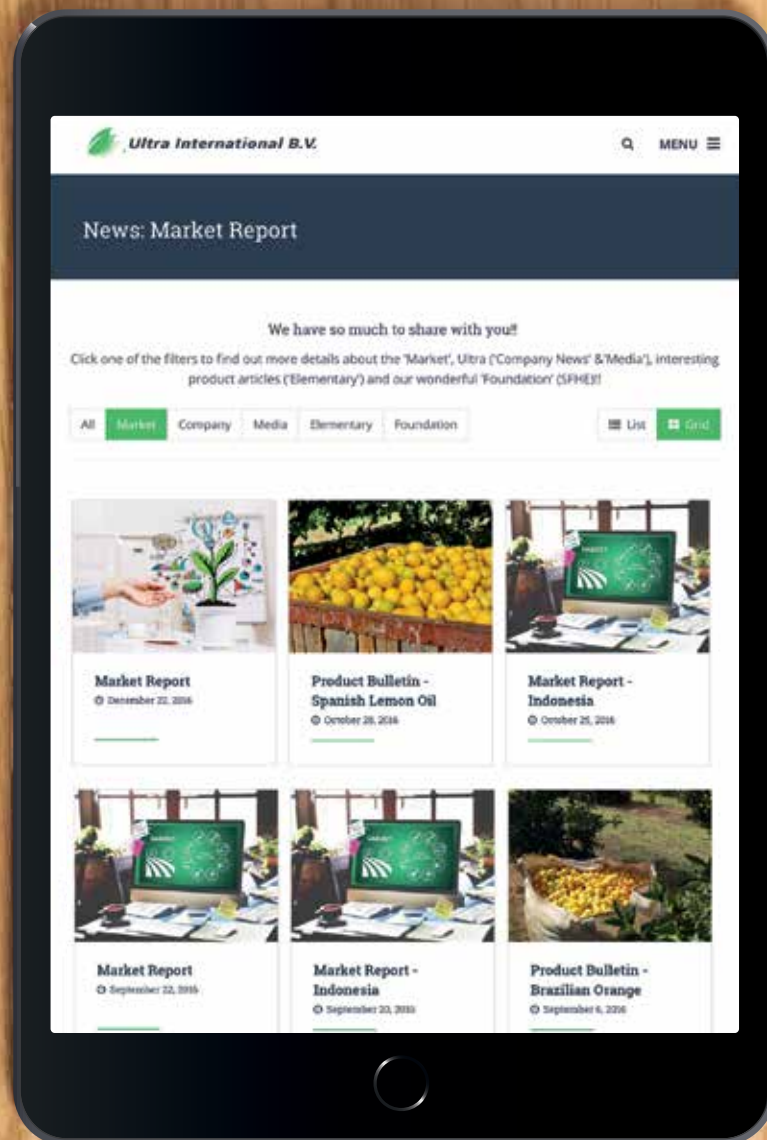 Ultra International B.V.
MENU
News: Market Report
We have so much to share with you!!
Click one of the filters to find out more details about the 'Market', Ultra ('Company News' &'Media'), interesting
product articles ('Elementary') and our wonderful 'Foundation' (SFHE)!!
All Market Company Media Elementary Foundation List Grid
Market Report
December 22, 2016
Product Bulletin -
Spanish Lemon Oil
October 28, 2016
Market Report -
Indonesia
October 25, 2016
MARKET
MARKET
MARKET
Market Report
September 22, 2016
Market Report -
Indonesia
September 20, 2016
Product Bulletin -
Brazilian Orange
September 6, 2016